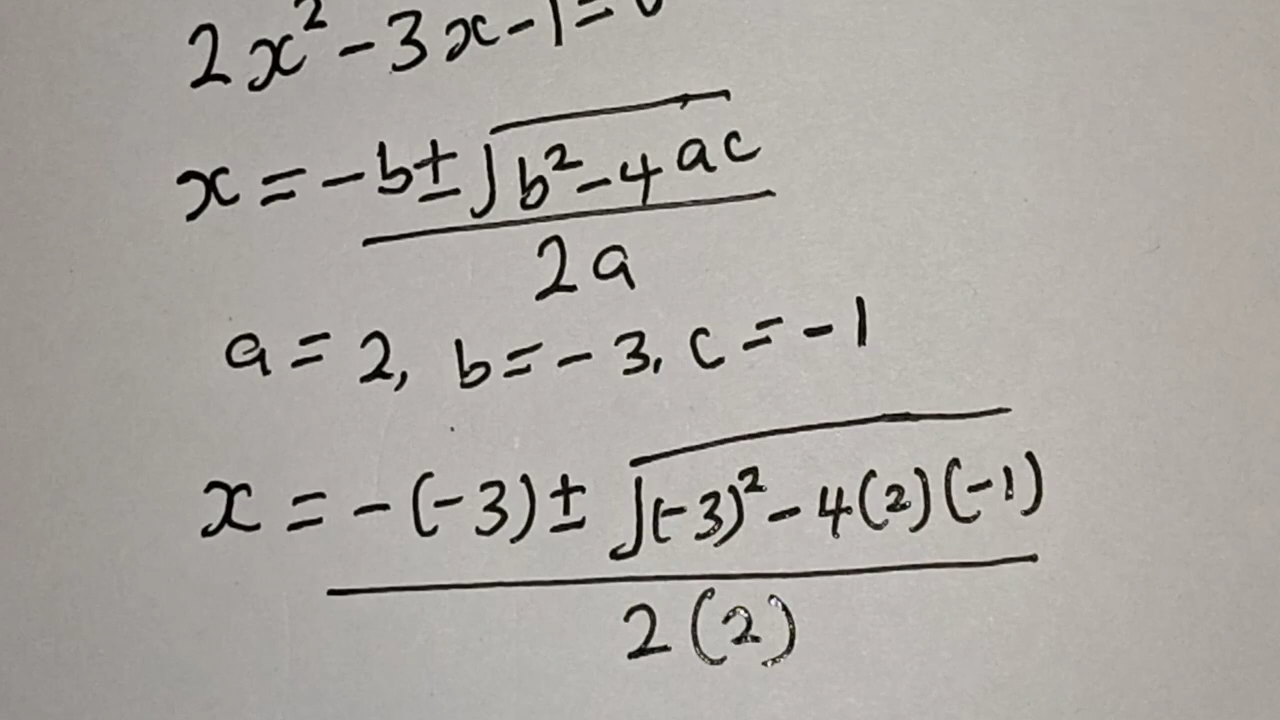 2x² - 3x - 1 = 0
x = -b ± √(b² - 4ac)
2a
a = 2, b = -3, c = -1
x = -(-3) ± √((-3)² - 4(2)(-1))
2(2)